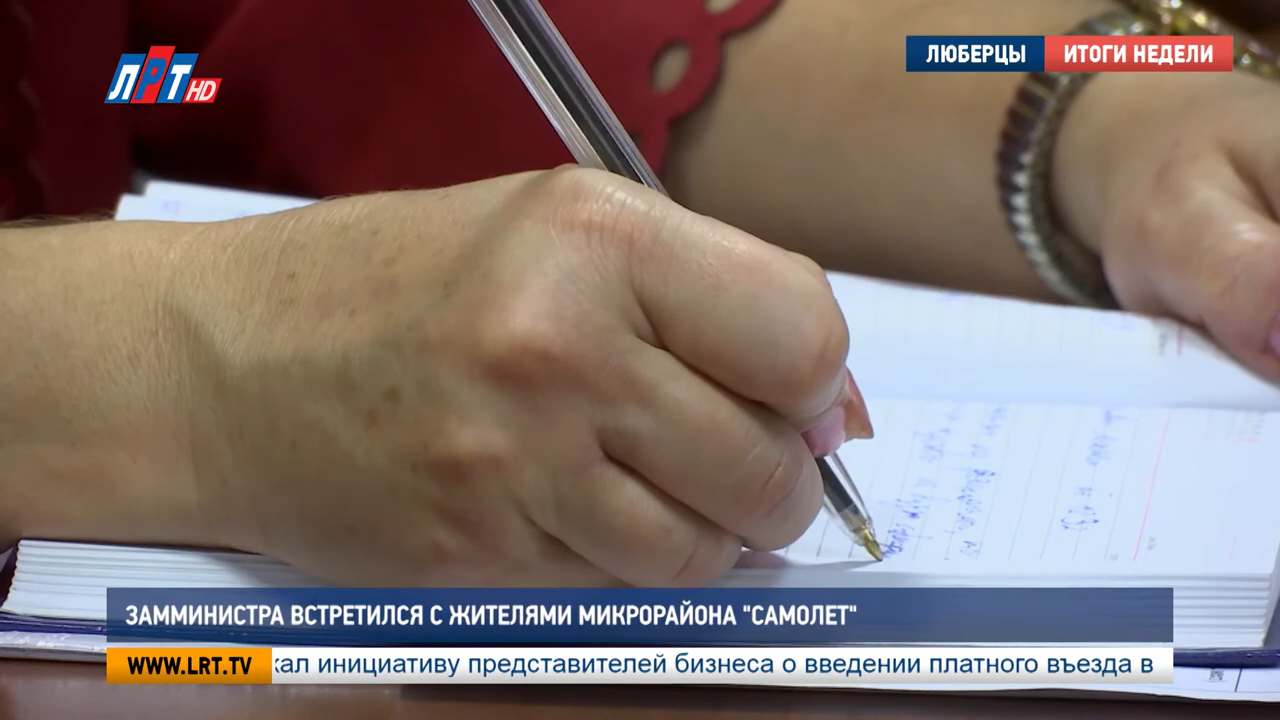 ЛРТ HD
ЛЮБЕРЦЫ ИТОГИ НЕДЕЛИ
ЗАММИНИСТРА ВСТРЕТИЛСЯ С ЖИТЕЛЯМИ МИКРОРАЙОНА "САМОЛЕТ"
WWW.LRT.TV кал инициативу представителей бизнеса о введении платного въезда в